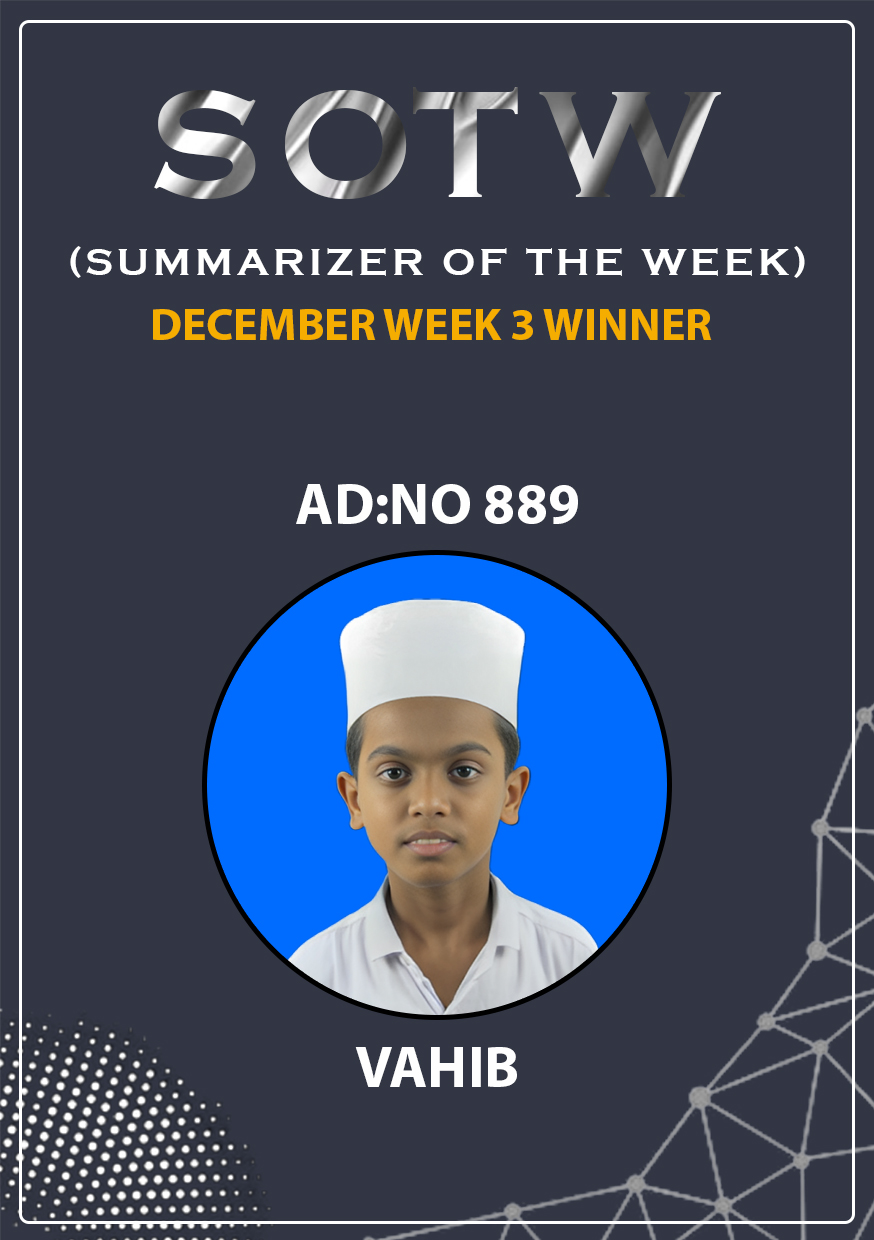 SOTW
(SUMMARIZER OF THE WEEK)
DECEMBER WEEK 3 WINNER
AD:NO 889
VAHIB